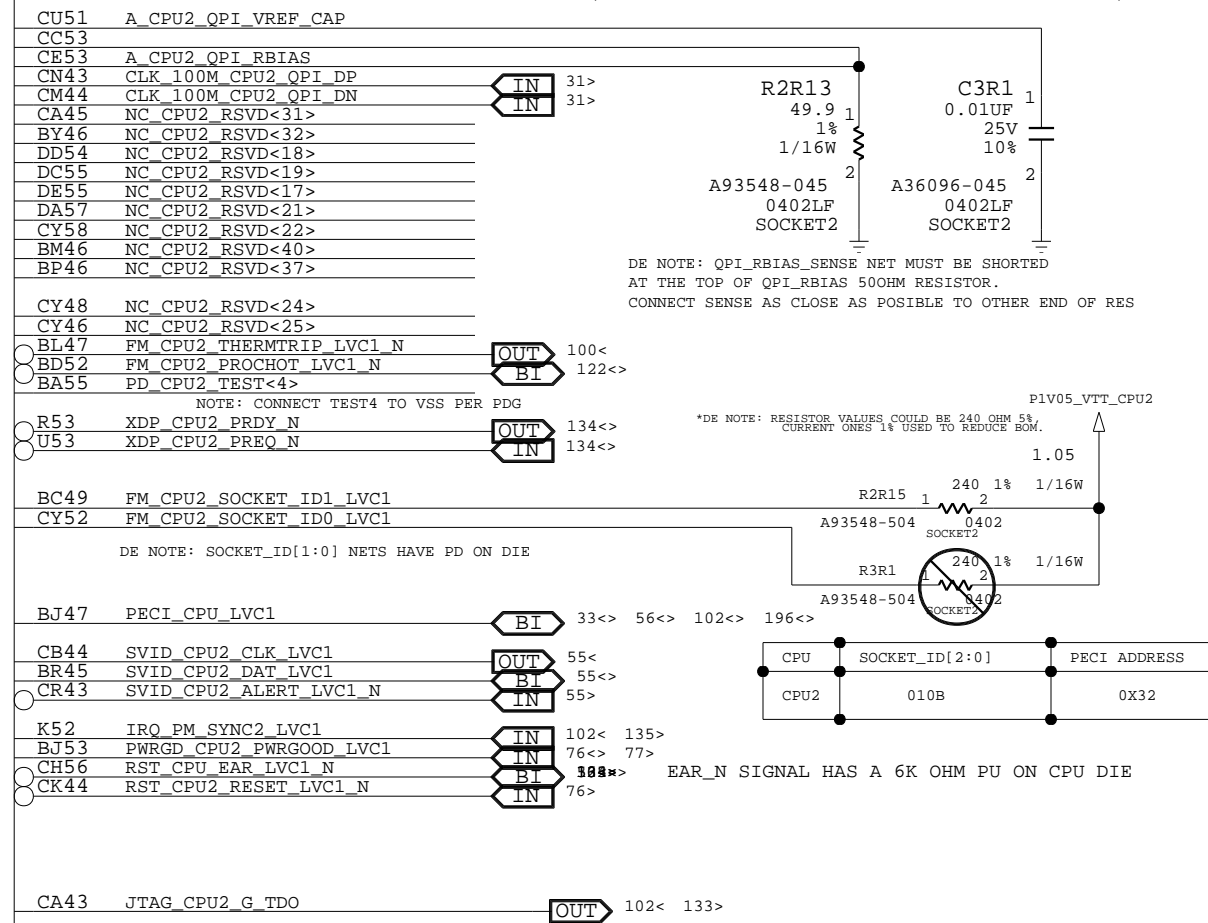 CU51 A_CPU2_QPI_VREF_CAP
CC53
CE53 A_CPU2_QPI_RBIAS
CN43 CLK_100M_CPU2_QPI_DP IN 31>
CM44 CLK_100M_CPU2_QPI_DN IN 31>
CA45 NC_CPU2_RSVD<31>
BY46 NC_CPU2_RSVD<32>
DD54 NC_CPU2_RSVD<18>
DC55 NC_CPU2_RSVD<19>
DE55 NC_CPU2_RSVD<17>
DA57 NC_CPU2_RSVD<21>
CY58 NC_CPU2_RSVD<22>
BM46 NC_CPU2_RSVD<40>
BP46 NC_CPU2_RSVD<37>
R2R13
49.9 1
1%
1/16W
2
A93548-045
0402LF
SOCKET2
C3R1
1
0.01UF
25V
10%
2
A36096-045
0402LF
SOCKET2
DE NOTE: QPI_RBIAS_SENSE NET MUST BE SHORTED
AT THE TOP OF QPI_RBIAS 50OHM RESISTOR.
CONNECT SENSE AS CLOSE AS POSIBLE TO OTHER END OF RES
CY48 NC_CPU2_RSVD<24>
CY46 NC_CPU2_RSVD<25>
BL47 FM_CPU2_THERMTRIP_LVC1_N OUT 100<
BD52 FM_CPU2_PROCHOT_LVC1_N BI 122<>
BA55 PD_CPU2_TEST<4>
NOTE: CONNECT TEST4 TO VSS PER PDG
R53 XDP_CPU2_PRDY_N OUT 134<>
U53 XDP_CPU2_PREQ_N IN 134<>
P1V05_VTT_CPU2
*DE NOTE: RESISTOR VALUES COULD BE 240 OHM 5%,
CURRENT ONES 1% USED TO REDUCE BOM.
1.05
BC49 FM_CPU2_SOCKET_ID1_LVC1
CY52 FM_CPU2_SOCKET_ID0_LVC1
240 1% 1/16W
R2R15 1 2
A93548-504 0402
SOCKET2
DE NOTE: SOCKET_ID[1:0] NETS HAVE PD ON DIE
240 1% 1/16W
R3R1 1 2
A93548-504 0402
SOCKET2
BJ47 PECI_CPU_LVC1 BI 33<> 56<> 102<> 196<>
CB44 SVID_CPU2_CLK_LVC1 OUT 55<
BR45 SVID_CPU2_DAT_LVC1 BI 55<>
CR43 SVID_CPU2_ALERT_LVC1_N IN 55>
CPU SOCKET_ID[2:0] PECI ADDRESS
CPU2 010B 0X32
K52 IRQ_PM_SYNC2_LVC1 IN 102< 135>
BJ53 PWRGD_CPU2_PWRGOOD_LVC1 IN 76<> 77>
CH56 RST_CPU_EAR_LVC1_N BI
EAR_N SIGNAL HAS A 6K OHM PU ON CPU DIE
CK44 RST_CPU2_RESET_LVC1_N IN 76>
CA43 JTAG_CPU2_G_TDO OUT 102< 133>